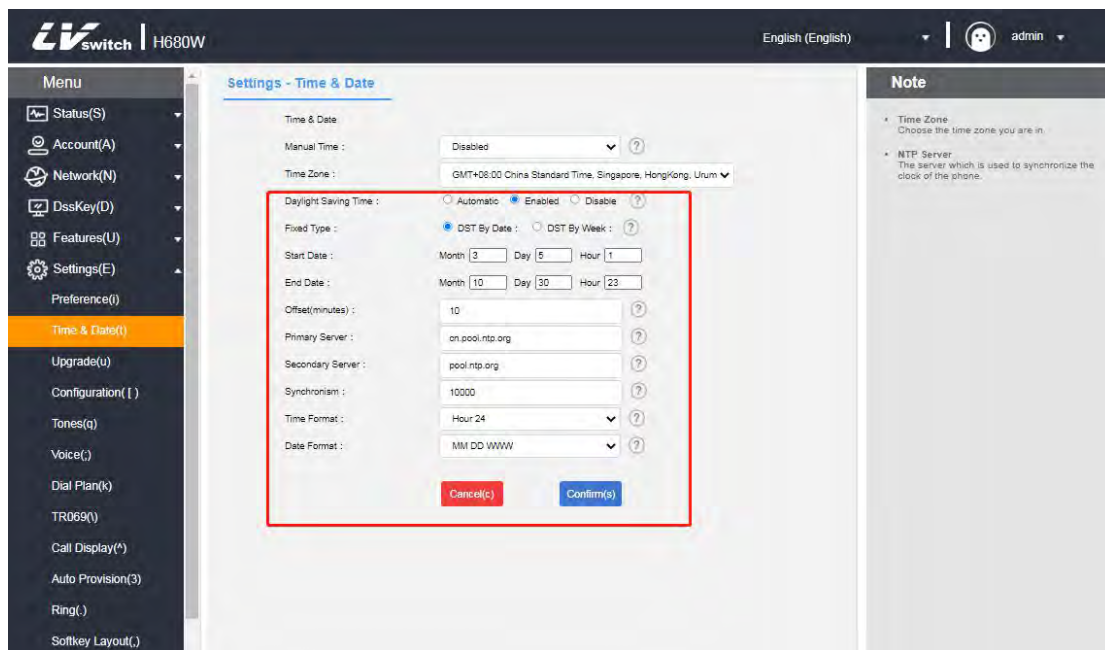 LVswitch H680W
English (English)
admin
Menu
Status(S)
Account(A)
Network(N)
DssKey(D)
Features(U)
Settings(E)
Preference(i)
Time & Date(t)
Upgrade(u)
Configuration( [ )
Tones(q)
Voice(;)
Dial Plan(k)
TR069(\)
Call Display(^)
Auto Provision(3)
Ring(.)
Softkey Layout(,)
Settings - Time & Date
Time & Date
Manual Time : Disabled ?
Time Zone : GMT+08:00 China Standard Time, Singapore, HongKong, Urum
Daylight Saving Time : Automatic Enabled Disable ?
Fixed Type : DST By Date : DST By Week : ?
Start Date : Month 3 Day 5 Hour 1
End Date : Month 10 Day 30 Hour 23
Offset(minutes) : 10 ?
Primary Server : cn.pool.ntp.org ?
Secondary Server : pool.ntp.org ?
Synchronism : 10000 ?
Time Format : Hour 24 ?
Date Format : MM DD WWW ?
Cancel(c) Confirm(s)
Note
Time Zone
Choose the time zone you are in.
NTP Server
The server which is used to synchronize the
clock of the phone.